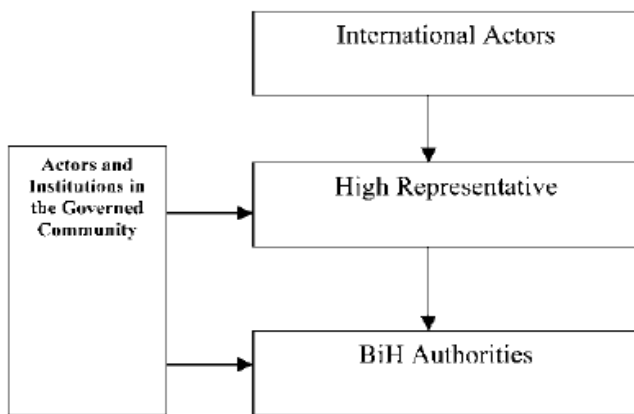 International Actors
Actors and
Institutions in
the Governed
Community
High Representative
BiH Authorities